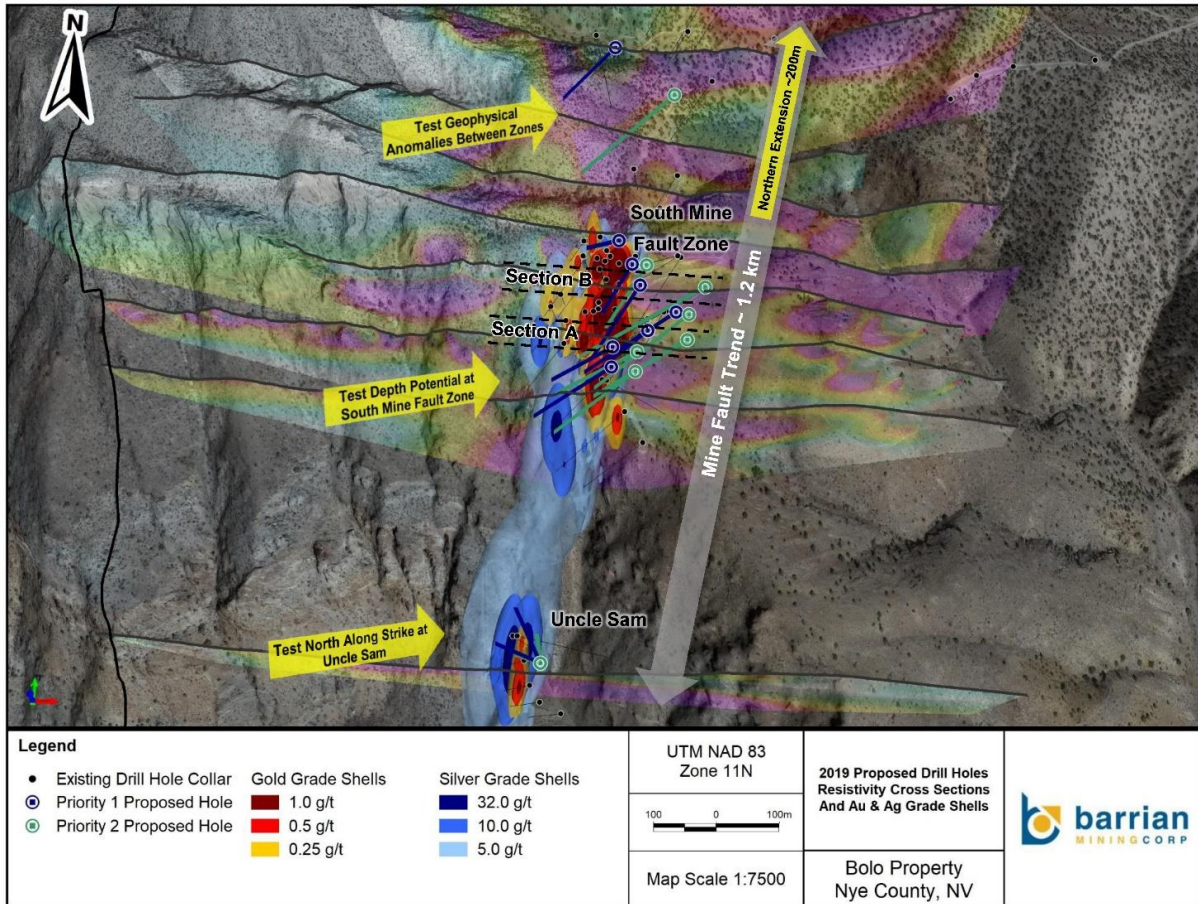 N
Northern Extension ~200m
Test Geophysical
Anomalies Between Zones
South Mine
Fault Zone
Section B
Section A
Mine Fault Trend ~ 1.2 km
Test Depth Potential at
South Mine Fault Zone
Uncle Sam
Test North Along Strike at
Uncle Sam
Legend
Existing Drill Hole Collar
Priority 1 Proposed Hole
Priority 2 Proposed Hole
Gold Grade Shells
1.0 g/t
0.5 g/t
0.25 g/t
Silver Grade Shells
32.0 g/t
10.0 g/t
5.0 g/t
UTM NAD 83
Zone 11N
100 0 100m
Map Scale 1:7500
2019 Proposed Drill Holes
Resistivity Cross Sections
And Au & Ag Grade Shells
Bolo Property
Nye County, NV
barrian
MININGCORP